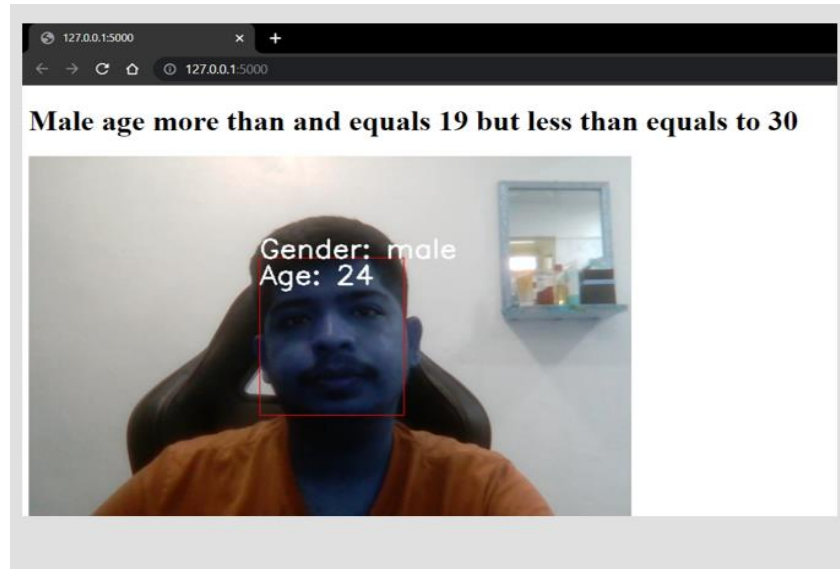 127.0.0.1:5000
127.0.0.1:5000
Male age more than and equals 19 but less than equals to 30
Gender: male
Age: 24